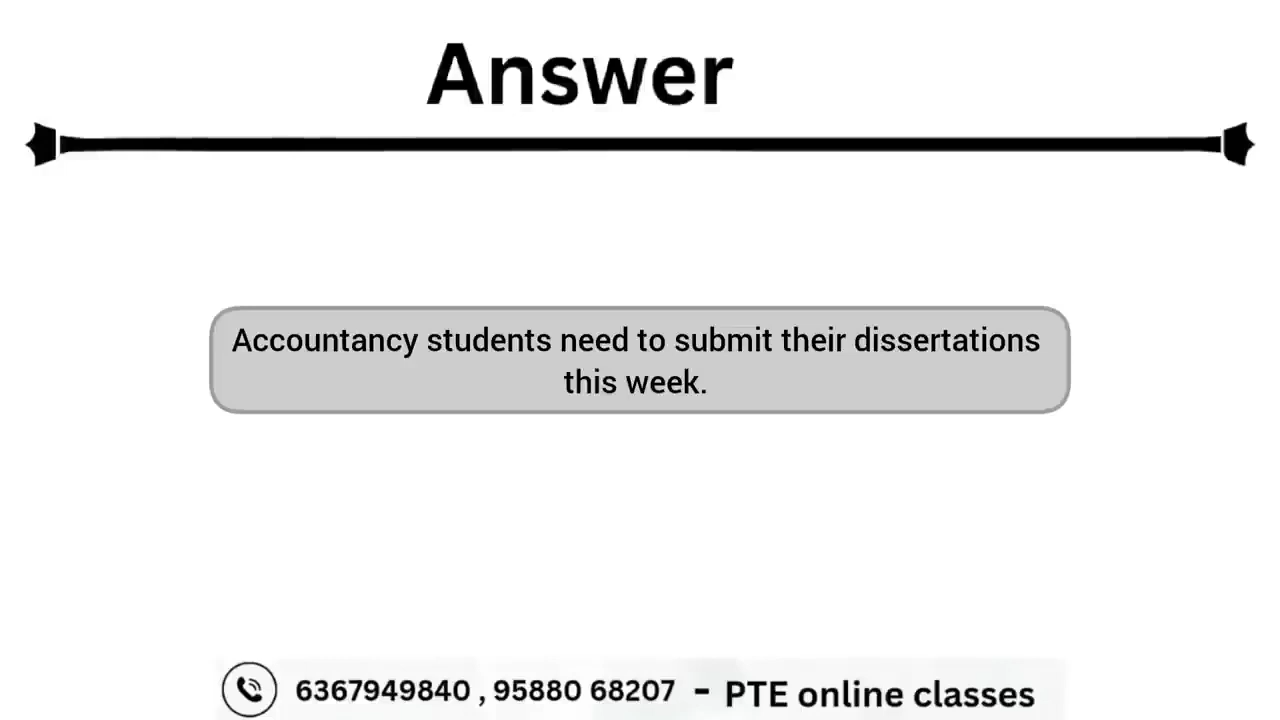 Answer
Accountancy students need to submit their dissertations
this week.
6367949840 , 95880 68207 - PTE online classes